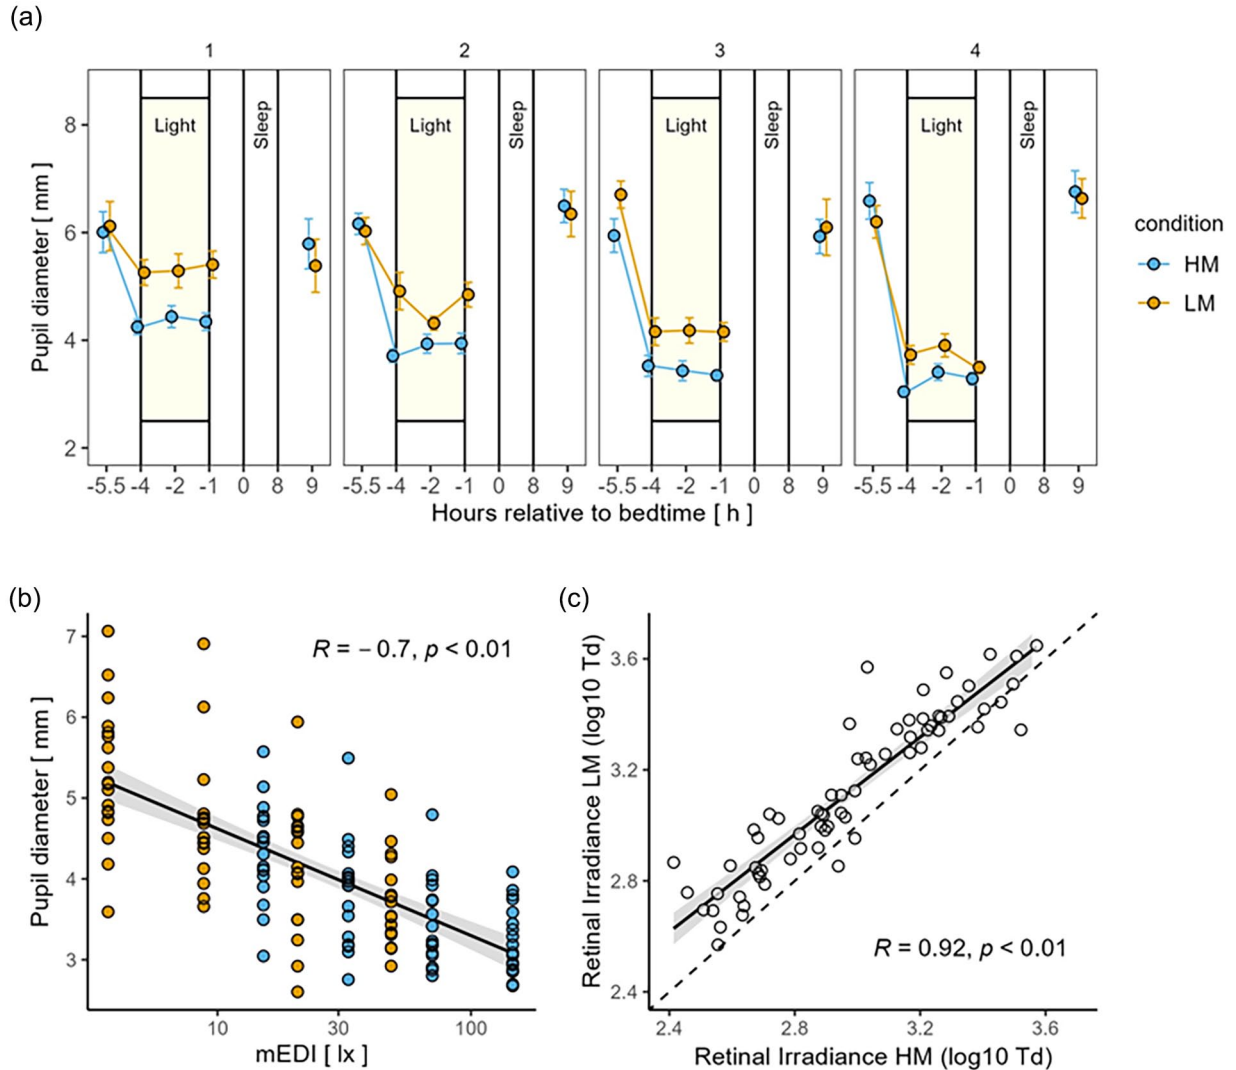 (a)
1 2 3 4
8
6
4
2
Pupil diameter [ mm ]
Light Sleep Light Sleep Light Sleep Light Sleep
-5.5 -4 -2 -1 0 8 9 -5.5 -4 -2 -1 0 8 9 -5.5 -4 -2 -1 0 8 9 -5.5 -4 -2 -1 0 8 9
Hours relative to bedtime [ h ]
condition
HM
LM
(b)
7
6
5
4
3
Pupil diameter [ mm ]
R = − 0.7, p < 0.01
10 30 100
mEDI [ lx ]
(c)
3.6
3.2
2.8
2.4
Retinal Irradiance LM (log10 Td)
R = 0.92, p < 0.01
2.4 2.8 3.2 3.6
Retinal Irradiance HM (log10 Td)